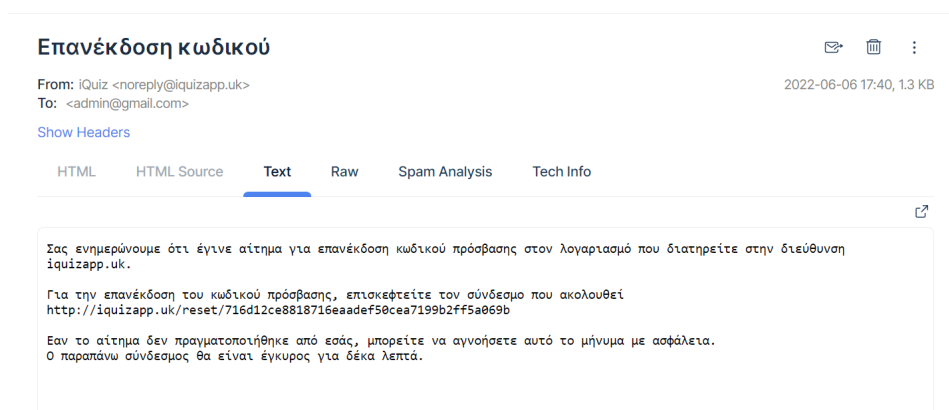 Επανέκδοση κωδικού
From: iQuiz <noreply@iquizapp.uk>
2022-06-06 17:40, 1.3 KB
To: <admin@gmail.com>
Show Headers
HTML HTML Source Text Raw Spam Analysis Tech Info
Σας ενημερώνουμε ότι έγινε αίτημα για επανέκδοση κωδικού πρόσβασης στον λογαριασμό που διατηρείτε στην διεύθυνση
iquizapp.uk.
Για την επανέκδοση του κωδικού πρόσβασης, επισκεφτείτε τον σύνδεσμο που ακολουθεί
http://iquizapp.uk/reset/716d12ce8818716eaadef50cea7199b2ff5a069b
Εαν το αίτημα δεν πραγματοποιήθηκε από εσάς, μπορείτε να αγνοήσετε αυτό το μήνυμα με ασφάλεια.
Ο παραπάνω σύνδεσμος θα είναι έγκυρος για δέκα λεπτά.